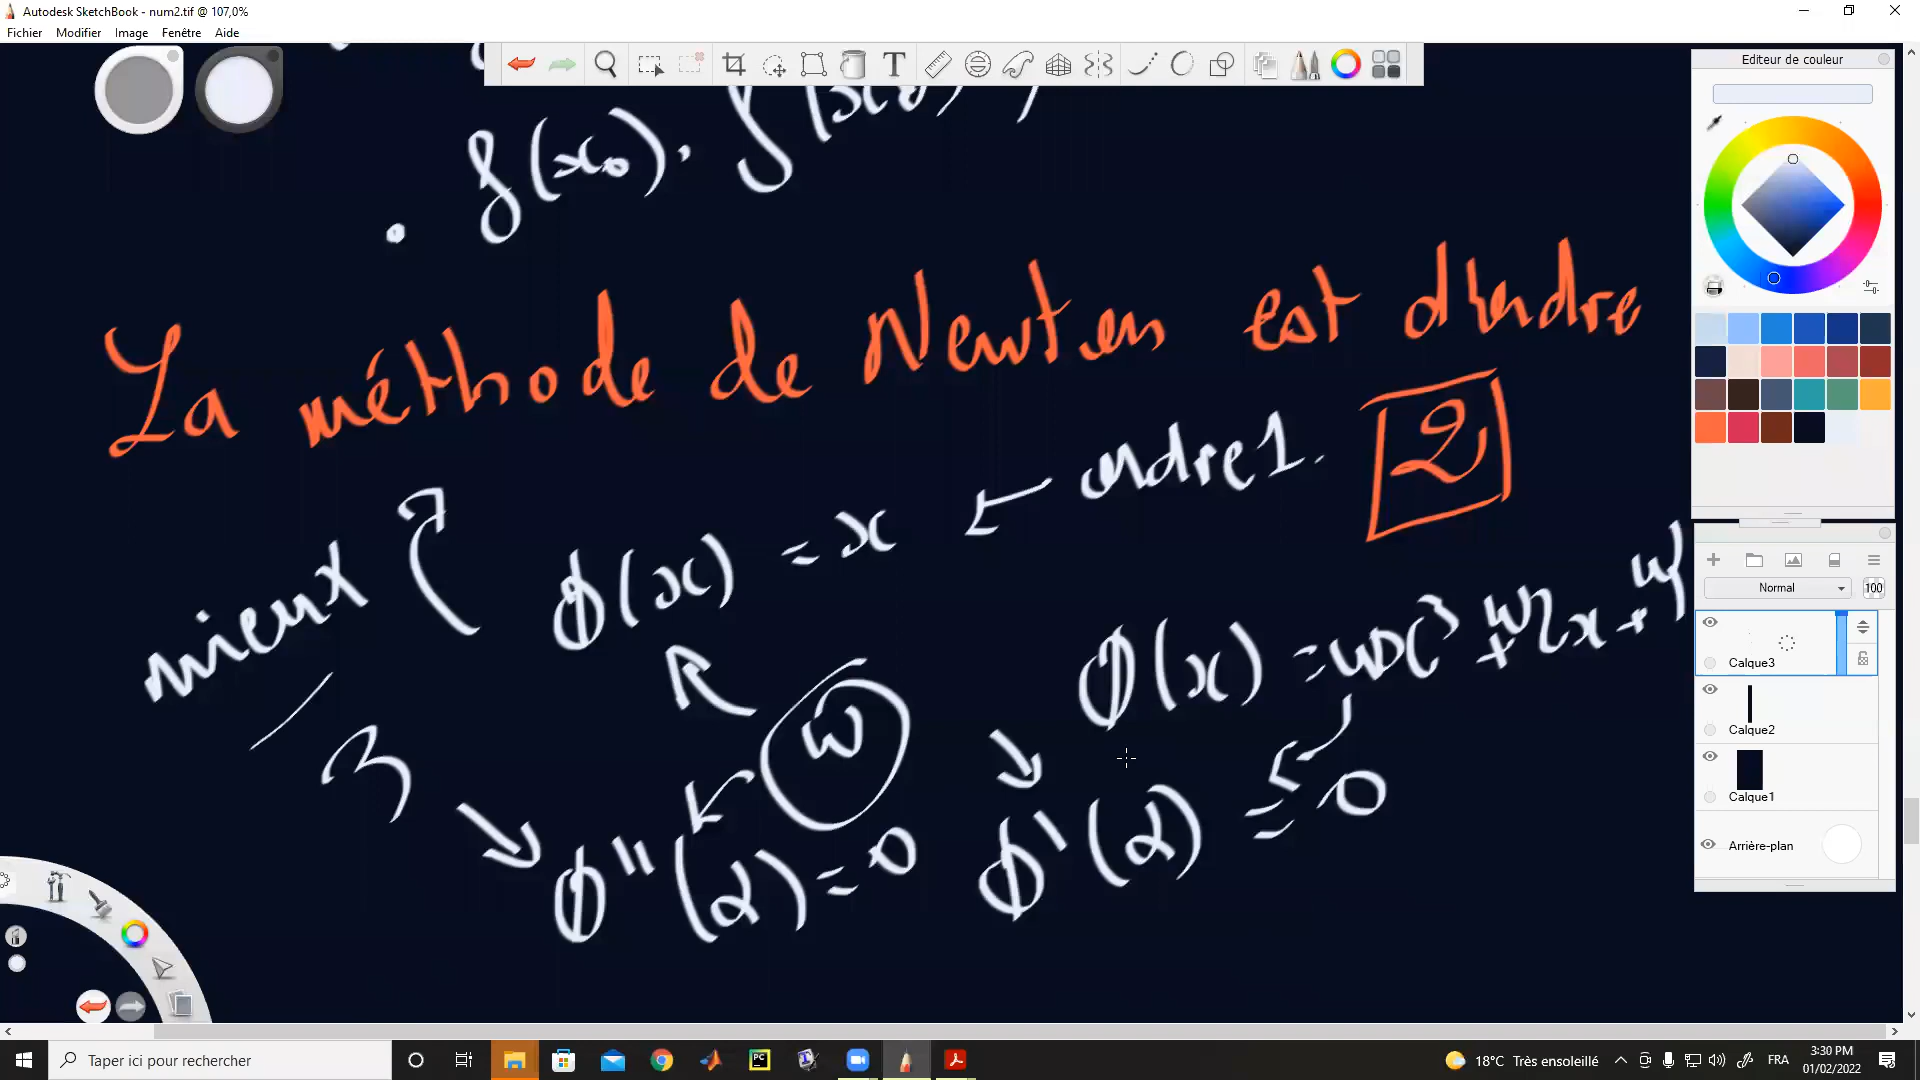 Autodesk SketchBook - num2.tif @ 107,0%
Fichier Modifier Image Fenêtre Aide
Editeur de couleur
. f(x₀).
La méthode de Newton est d'ordre
2
φ(x) = x ← ordre 1.
mieux ?
ω
3
φ''(α) = 0
φ'(α) = 0
Normal 100
Calque3
Calque2
Calque1
Arrière-plan
Taper ici pour rechercher
18°C Très ensoleillé
FRA
3:30 PM
01/02/2022